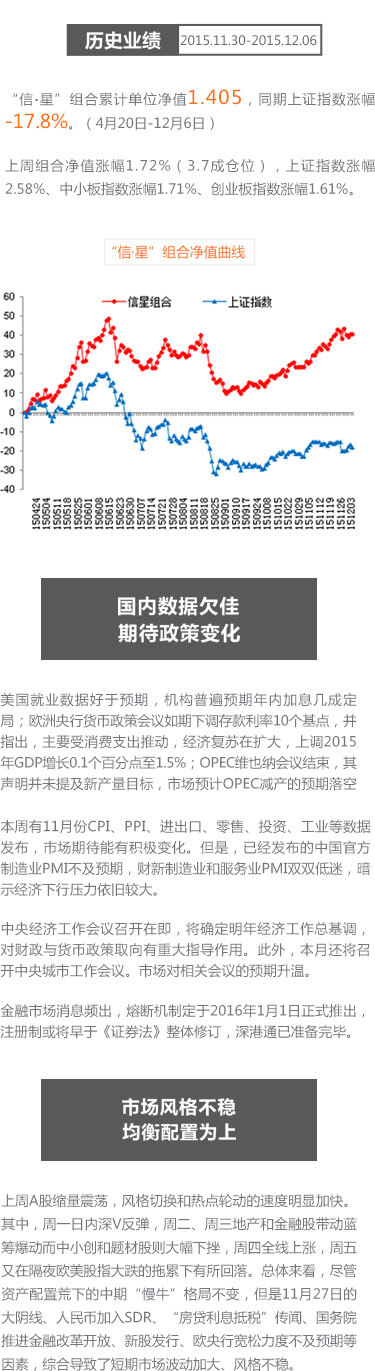 历史业绩 2015.11.30-2015.12.06
“信·星”组合累计单位净值1.405，同期上证指数涨幅
-17.8%。（4月20日-12月6日）
上周组合净值涨幅1.72%（3.7成仓位），上证指数涨幅
2.58%、中小板指数涨幅1.71%、创业板指数涨幅1.61%。
“信·星”组合净值曲线
信星组合 上证指数
60
50
40
30
20
10
0
-10
-20
-30
-40
150424 150504 150511 150518 150525 150601 150608 150615 150623 150630 150707 150714 150721 150728 150804 150811 150818 150825 150901 150910 150917 150924 151008 151015 151022 151029 151105 151112 151119 151126 151203
国内数据欠佳
期待政策变化
美国就业数据好于预期，机构普遍预期年内加息几成定
局；欧洲央行货币政策会议如期下调存款利率10个基点，并
指出，主要受消费支出推动，经济复苏在扩大，上调2015
年GDP增长0.1个百分点至1.5%；OPEC维也纳会议结束，其
声明并未提及新产量目标，市场预计OPEC减产的预期落空
本周有11月份CPI、PPI、进出口、零售、投资、工业等数据
发布，市场期待能有积极变化。但是，已经发布的中国官方
制造业PMI不及预期，财新制造业和服务业PMI双双低迷，暗
示经济下行压力依旧较大。
中央经济工作会议召开在即，将确定明年经济工作总基调，
对财政与货币政策取向有重大指导作用。此外，本月还将召
开中央城市工作会议。市场对相关会议的预期升温。
金融市场消息频出，熔断机制定于2016年1月1日正式推出，
注册制或将早于《证券法》整体修订，深港通已准备完毕。
市场风格不稳
均衡配置为上
上周A股缩量震荡，风格切换和热点轮动的速度明显加快。
其中，周一日内深V反弹，周二、周三地产和金融股带动蓝
筹爆动而中小创和题材股则大幅下挫，周四全线上涨，周五
又在隔夜欧美股指大跌的拖累下有所回落。总体来看，尽管
资产配置荒下的中期“慢牛”格局不变，但是11月27日的
大阴线、人民币加入SDR、“房贷利息抵税”传闻、国务院
推进金融改革开放、新股发行、欧央行宽松力度不及预期等
因素，综合导致了短期市场波动加大、风格不稳。